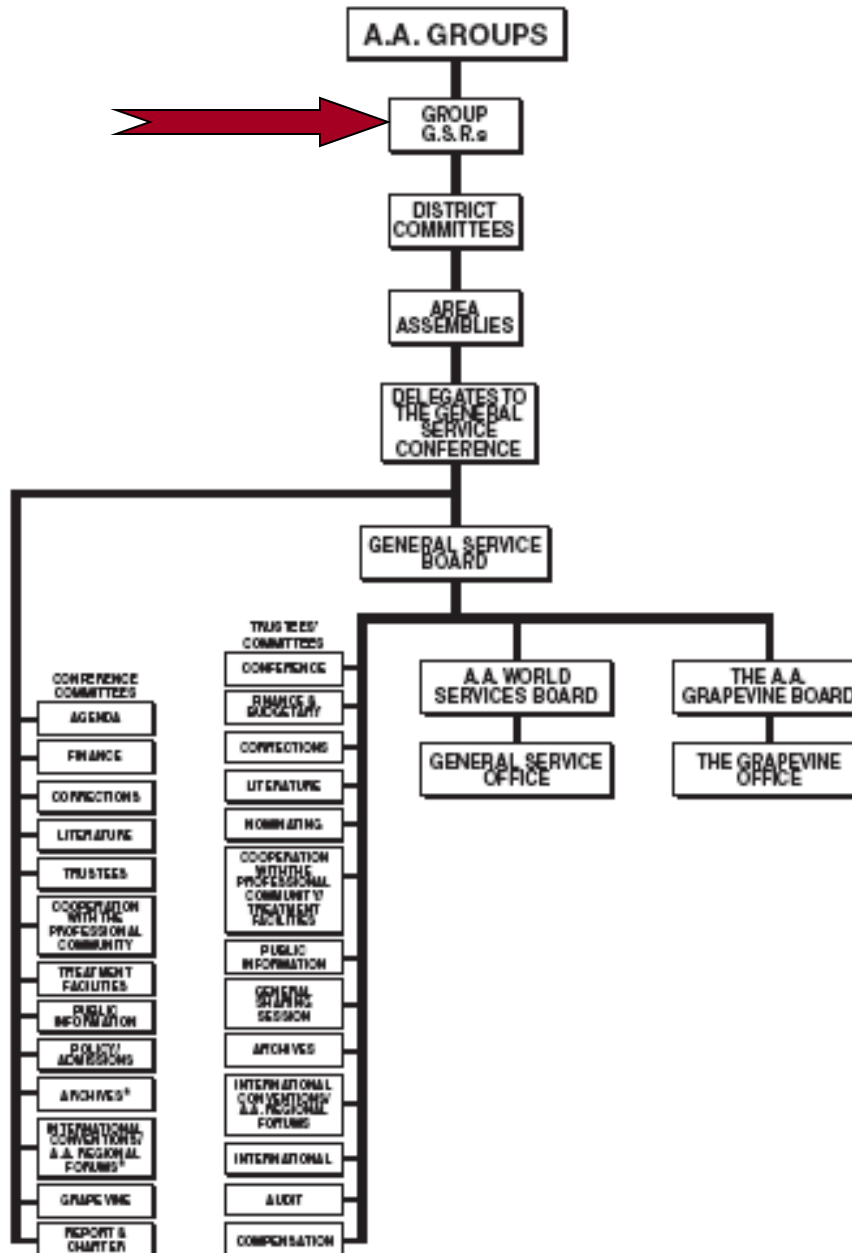 A.A. GROUPS
GROUP
G.S.R.s
DISTRICT
COMMITTEES
AREA
ASSEMBLIES
DELEGATES TO
THE GENERAL
SERVICE
CONFERENCE
GENERAL SERVICE
BOARD
CONFERENCE
COMMITTEES
AGENDA
FINANCE
CORRECTIONS
LITERATURE
TRUSTEES
COOPERATION
WITH THE
PROFESSIONAL
COMMUNITY
TREATMENT
FACILITIES
PUBLIC
INFORMATION
POLICY/
ADMISSIONS
ARCHIVES*
INTERNATIONAL
CONVENTIONS/
A.A. REGIONAL
FORUMS*
GRAPEVINE
REPORT &
CHARTER
TRUSTEES'
COMMITTEES
CONFERENCE
FINANCE &
BUDGETARY
CORRECTIONS
LITERATURE
NOMINATING
COOPERATION
WITH THE
PROFESSIONAL
COMMUNITY/
TREATMENT
FACILITIES
PUBLIC
INFORMATION
GENERAL
SHARING
SESSION
ARCHIVES
INTERNATIONAL
CONVENTIONS/
A.A. REGIONAL
FORUMS
INTERNATIONAL
AUDIT
COMPENSATION
A.A. WORLD
SERVICES BOARD
GENERAL SERVICE
OFFICE
THE A.A.
GRAPEVINE BOARD
THE GRAPEVINE
OFFICE